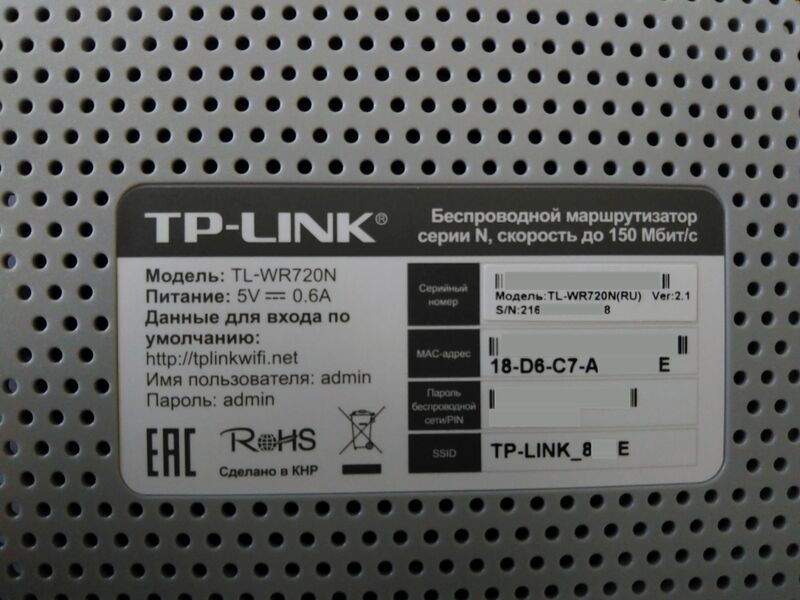 TP-LINK®
Беспроводной маршрутизатор
серии N, скорость до 150 Мбит/с
Модель: TL-WR720N
Питание: 5V⎓0.6A
Данные для входа по
умолчанию:
http://tplinkwifi.net
Имя пользователя: admin
Пароль: admin
EAC
RoHS
Сделано в КНР
Серийный
номер
Модель:TL-WR720N(RU) Ver:2.1
S/N:216 8
MAC-адрес
18-D6-C7-A E
Пароль
беспроводной
сети/PIN
SSID
TP-LINK_8 E